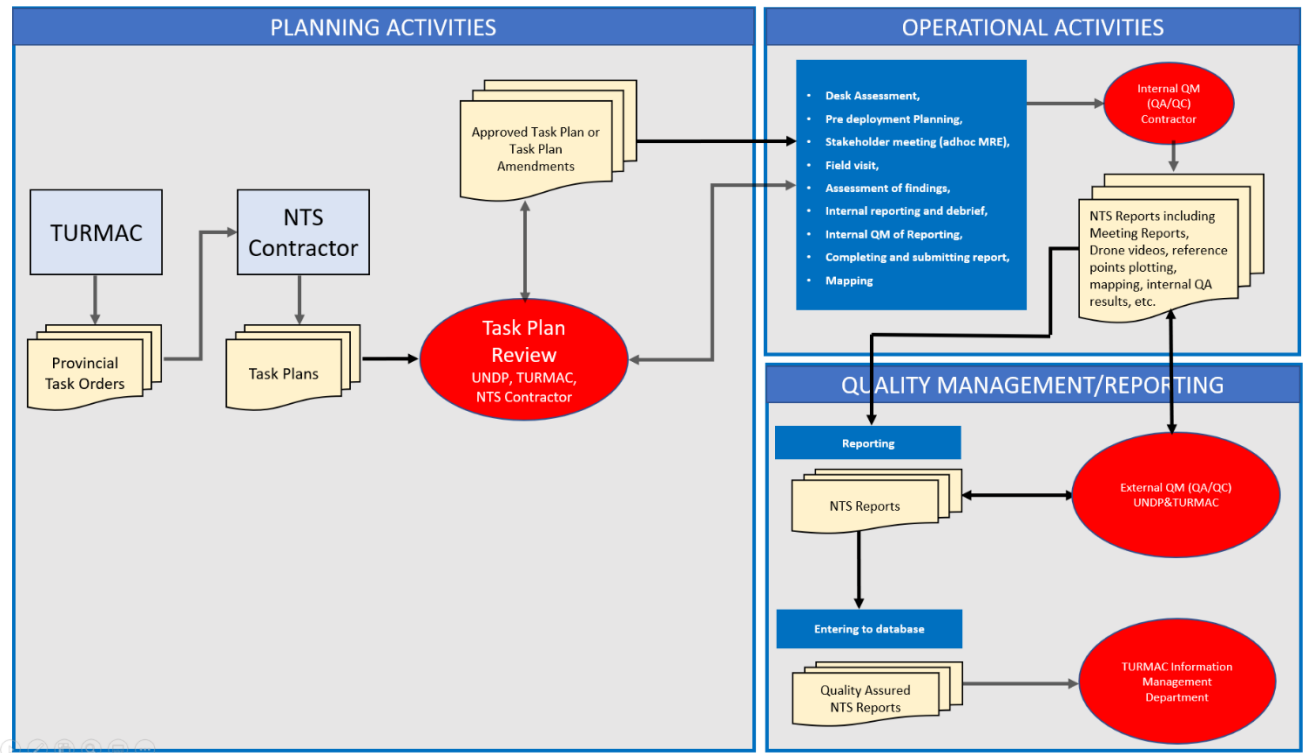 PLANNING ACTIVITIES
TURMAC
Provincial
Task Orders
NTS
Contractor
Task Plans
Approved Task Plan or
Task Plan
Amendments
Task Plan
Review
UNDP, TURMAC,
NTS Contractor
OPERATIONAL ACTIVITIES
• Desk Assessment,
• Pre deployment Planning,
• Stakeholder meeting (adhoc MRE),
• Field visit,
• Assessment of findings,
• Internal reporting and debrief,
• Internal QM of Reporting,
• Completing and submitting report,
• Mapping
Internal QM
(QA/QC)
Contractor
NTS Reports including
Meeting Reports,
Drone videos, reference
points plotting,
mapping, internal QA
results, etc.
QUALITY MANAGEMENT/REPORTING
Reporting
NTS Reports
External QM (QA/QC)
UNDP&TURMAC
Entering to database
Quality Assured
NTS Reports
TURMAC Information
Management
Department